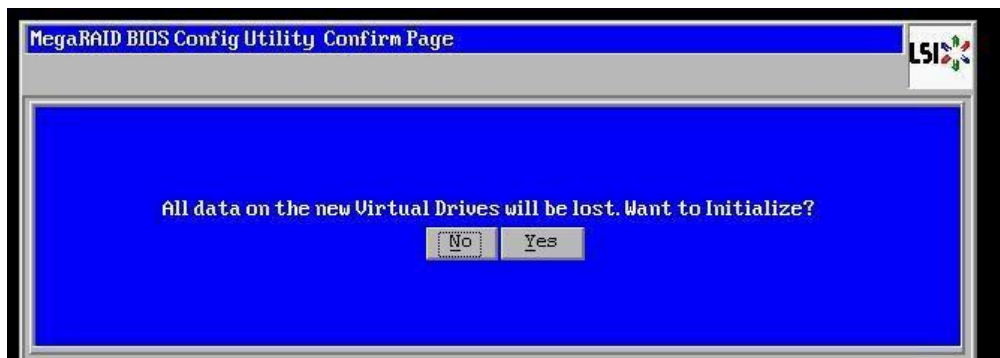 MegaRAID BIOS Config Utility Confirm Page
LSI
All data on the new Virtual Drives will be lost. Want to Initialize?
No Yes